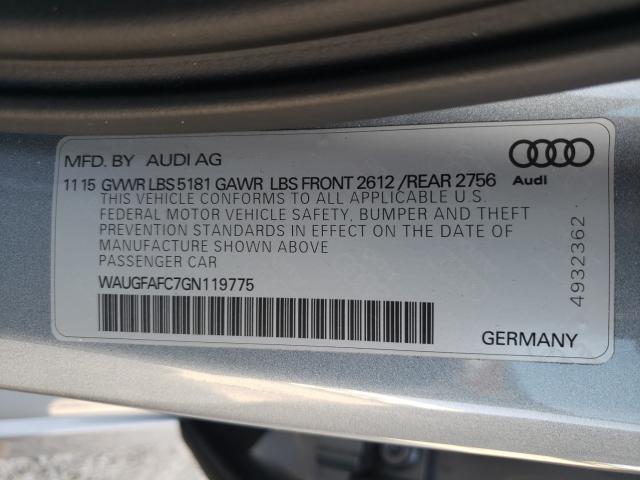 MFD. BY AUDI AG
11 15 GVWR LBS 5181 GAWR LBS FRONT 2612 / REAR 2756
THIS VEHICLE CONFORMS TO ALL APPLICABLE U.S.
FEDERAL MOTOR VEHICLE SAFETY, BUMPER AND THEFT
PREVENTION STANDARDS IN EFFECT ON THE DATE OF
MANUFACTURE SHOWN ABOVE
PASSENGER CAR
WAUGFAFC7GN119775
Audi
4932362
GERMANY